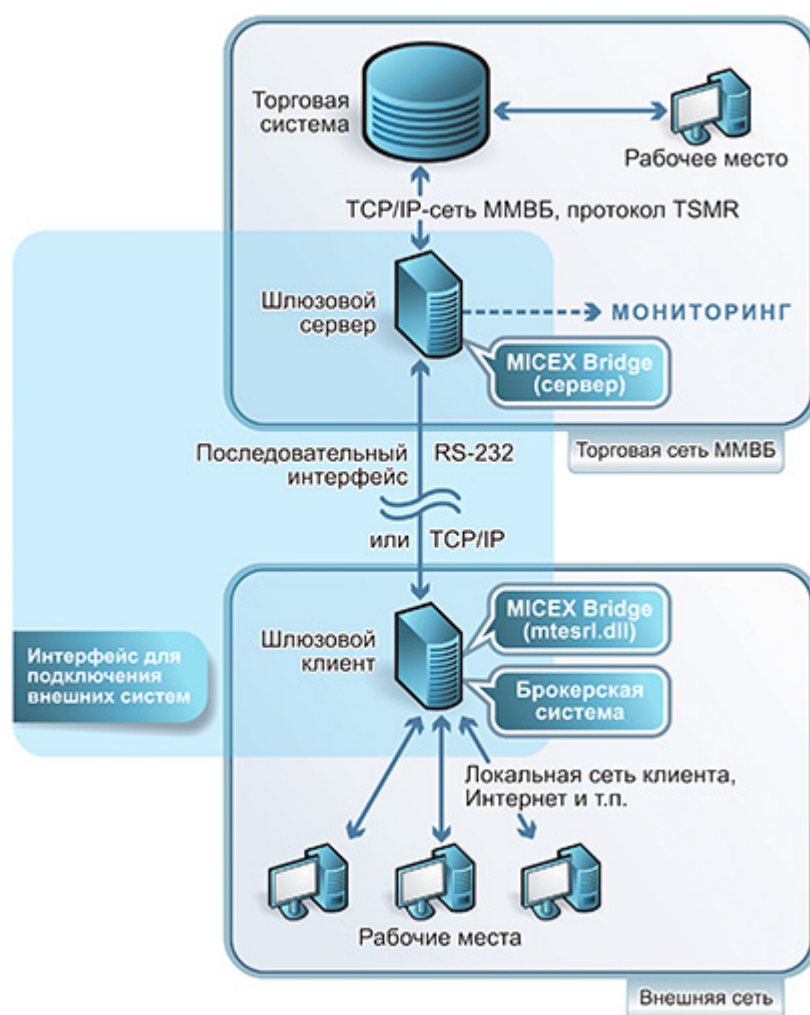 Торговая
система
Рабочее место
TCP/IP-сеть ММВБ, протокол TSMR
Шлюзовой
сервер
МОНИТОРИНГ
MICEX Bridge
(сервер)
Торговая сеть ММВБ
Последовательный
интерфейс
RS-232
или
TCP/IP
MICEX Bridge
(mtesrl.dll)
Шлюзовой
клиент
Интерфейс для
подключения
внешних систем
Брокерская
система
Локальная сеть клиента,
Интернет и т.п.
Рабочие места
Внешняя сеть